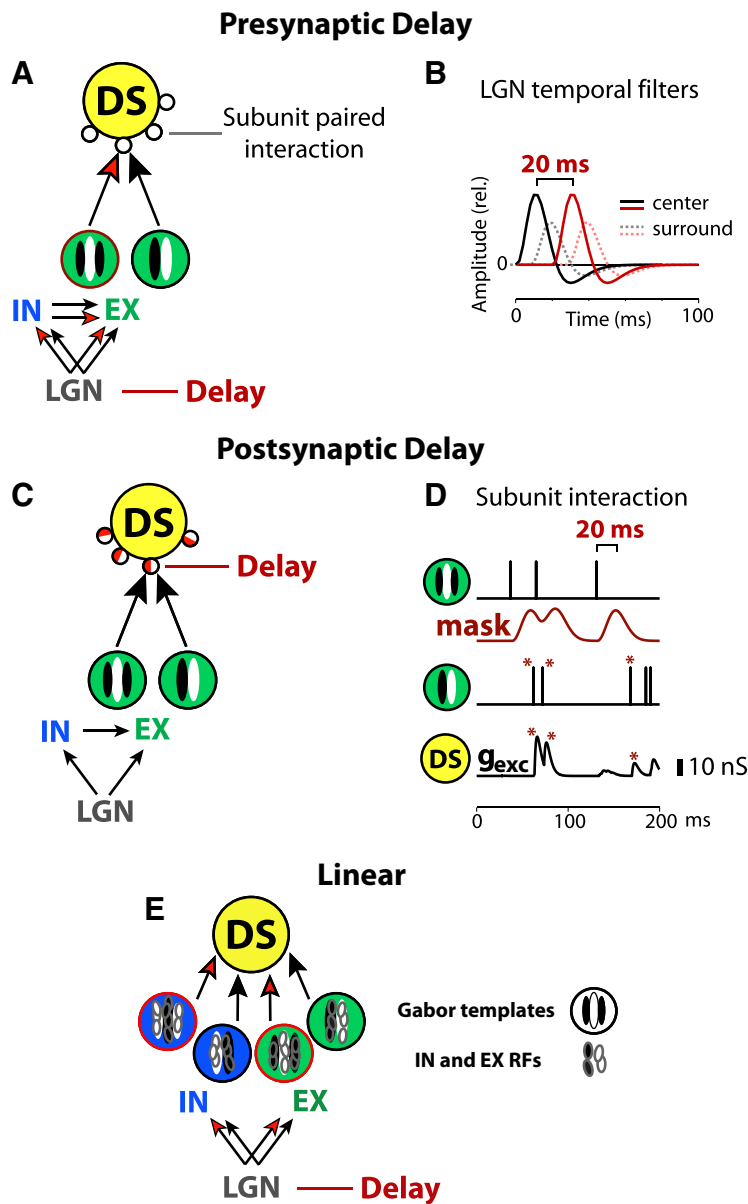 Presynaptic Delay
A
DS
Subunit paired
interaction
IN
EX
LGN
Delay
B
LGN temporal filters
20 ms
center
surround
Amplitude (rel.)
0
0
100
Time (ms)
Postsynaptic Delay
C
DS
Delay
IN
EX
LGN
D
Subunit interaction
20 ms
mask
* * *
DS
gexc
* * *
10 nS
0 100 200 ms
Linear
E
DS
Gabor templates
IN and EX RFs
IN
EX
LGN
Delay